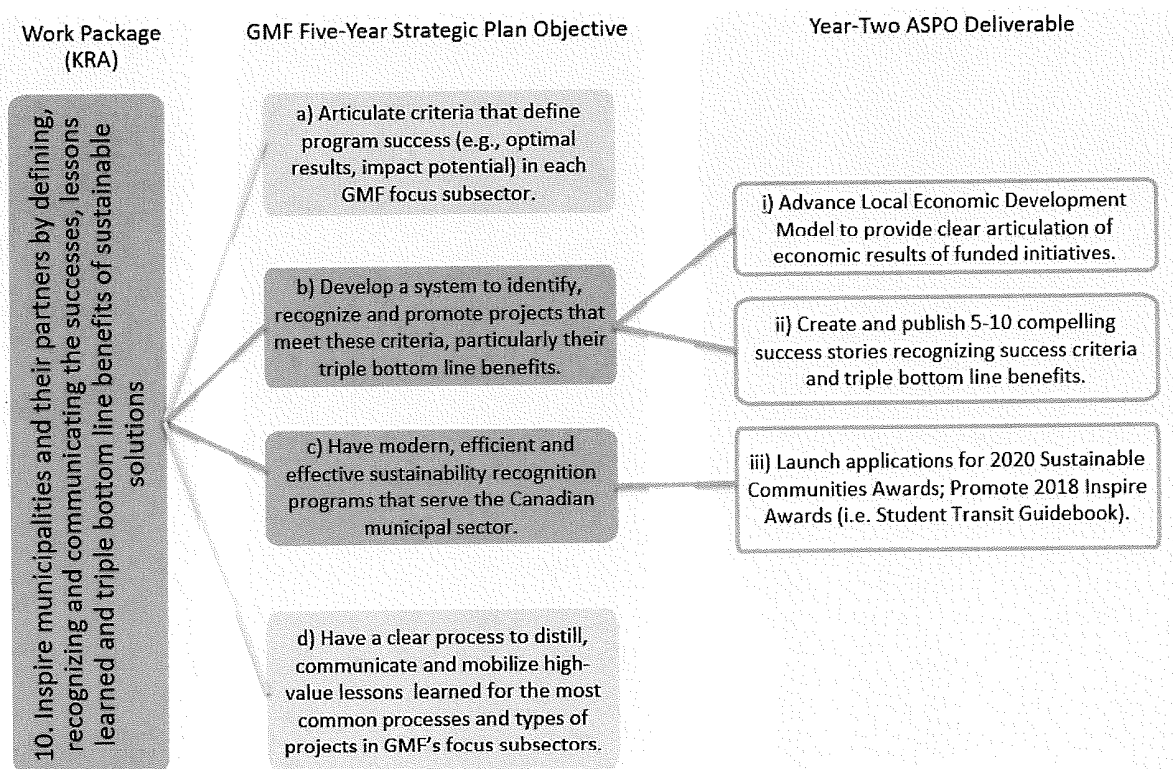 Work Package
(KRA)
GMF Five-Year Strategic Plan Objective
Year-Two ASPO Deliverable
10. Inspire municipalities and their partners by defining,
recognizing and communicating the successes, lessons
learned and triple bottom line benefits of sustainable
solutions
a) Articulate criteria that define
program success (e.g., optimal
results, impact potential) in each
GMF focus subsector.
b) Develop a system to identify,
recognize and promote projects that
meet these criteria, particularly their
triple bottom line benefits.
c) Have modern, efficient and
effective sustainability recognition
programs that serve the Canadian
municipal sector.
d) Have a clear process to distill,
communicate and mobilize high-
value lessons learned for the most
common processes and types of
projects in GMF's focus subsectors.
i) Advance Local Economic Development
Model to provide clear articulation of
economic results of funded initiatives.
ii) Create and publish 5-10 compelling
success stories recognizing success criteria
and triple bottom line benefits.
iii) Launch applications for 2020 Sustainable
Communities Awards; Promote 2018 Inspire
Awards (i.e. Student Transit Guidebook).